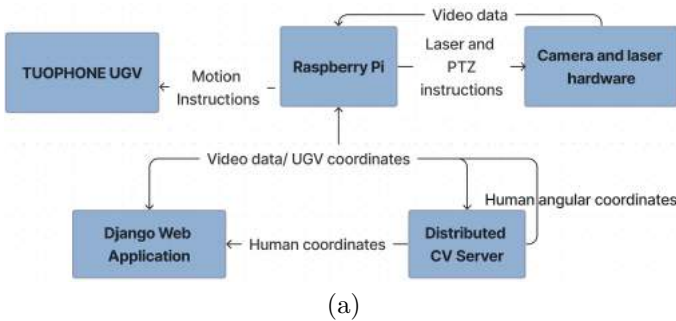 Video data
TUOPHONE UGV
Motion
Instructions
Raspberry Pi
Laser and
PTZ
instructions
Camera and laser
hardware
Video data/ UGV coordinates
Human angular coordinates
Django Web
Application
Human coordinates
Distributed
CV Server
(a)